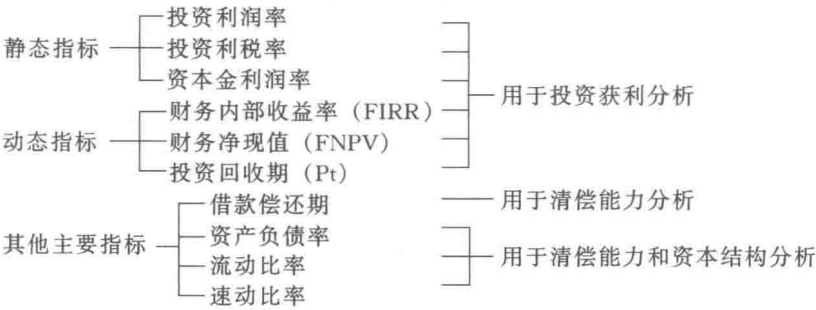 静态指标
投资利润率
投资利税率
资本金利润率
动态指标
财务内部收益率（FIRR）
财务净现值（FNPV）
投资回收期（Pt）
用于投资获利分析
其他主要指标
借款偿还期
资产负债率
流动比率
速动比率
用于清偿能力分析
用于清偿能力和资本结构分析